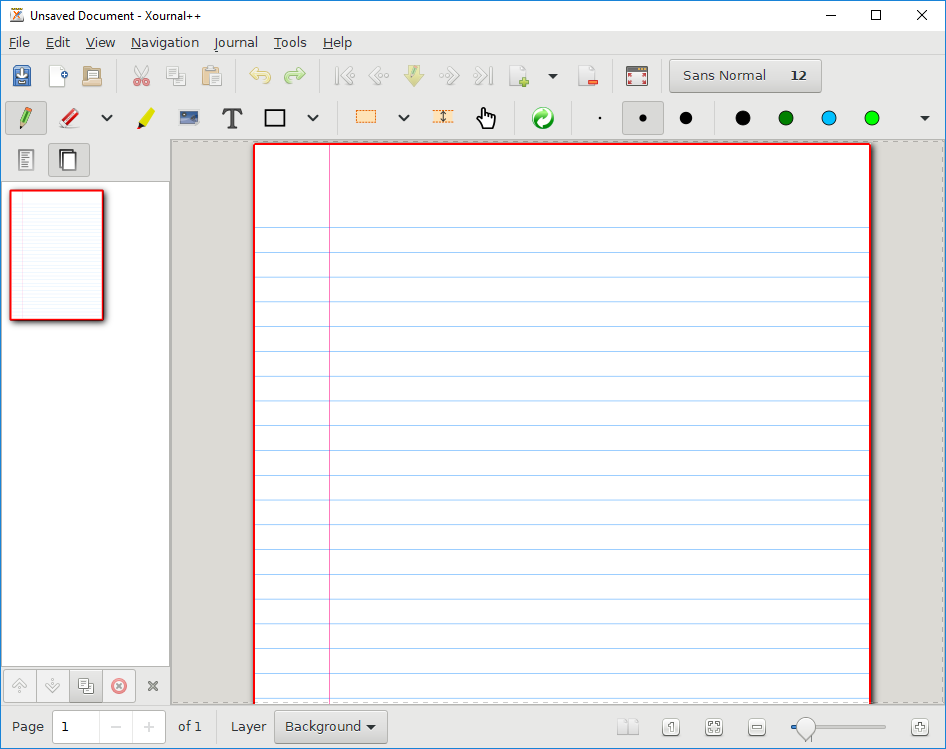 Unsaved Document - Xournal++
File Edit View Navigation Journal Tools Help
Sans Normal 12
T
Page 1 of 1 Layer Background